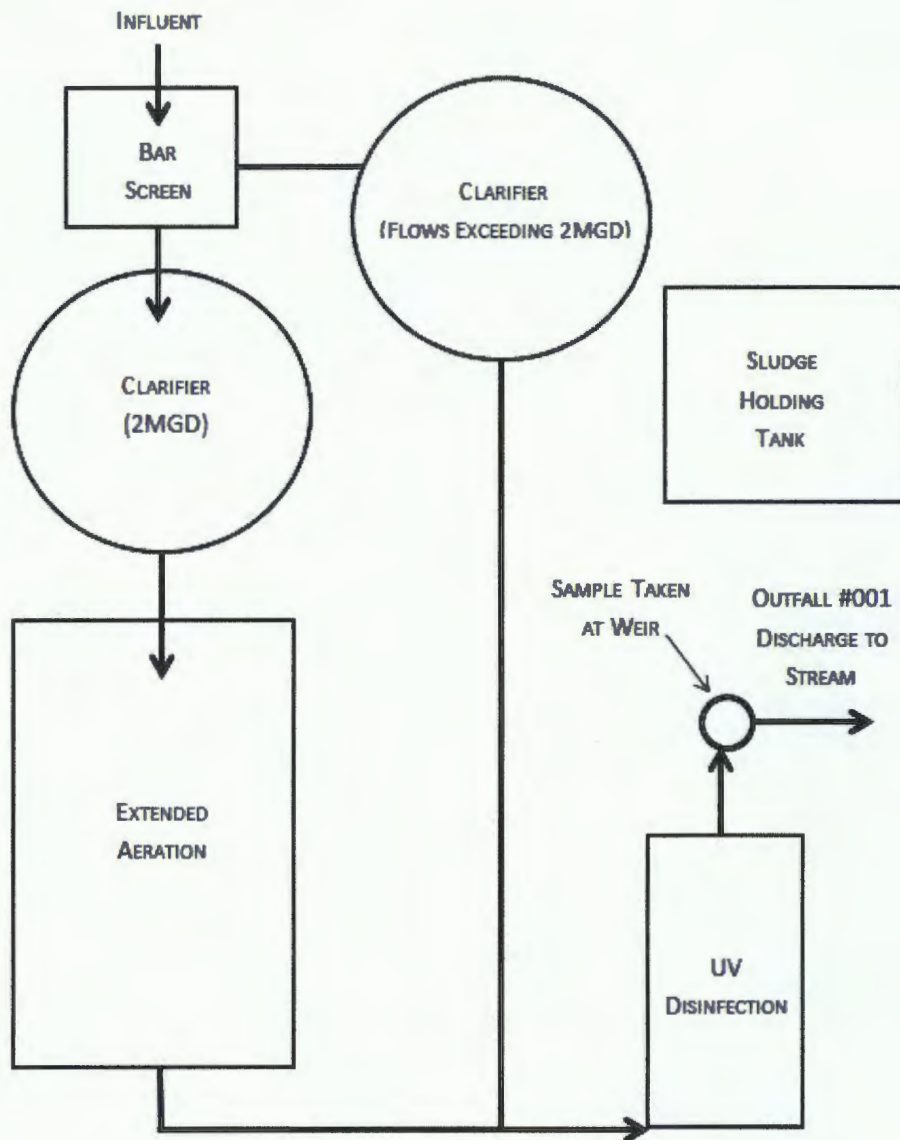 INFLUENT
BAR
SCREEN
CLARIFIER
(FLOWS EXCEEDING 2MGD)
CLARIFIER
(2MGD)
SLUDGE
HOLDING
TANK
SAMPLE TAKEN
AT WEIR
OUTFALL #001
DISCHARGE TO
STREAM
EXTENDED
AERATION
UV
DISINFECTION